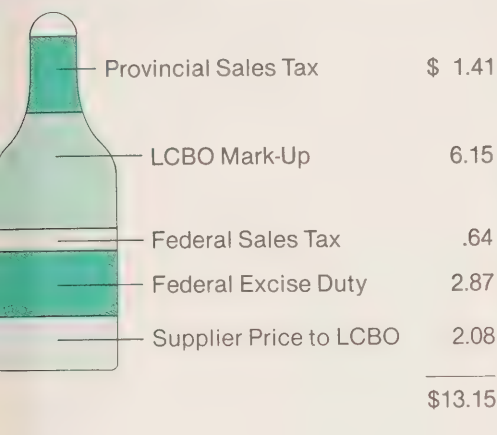 Provincial Sales Tax $ 1.41
LCBO Mark-Up 6.15
Federal Sales Tax .64
Federal Excise Duty 2.87
Supplier Price to LCBO 2.08
$13.15